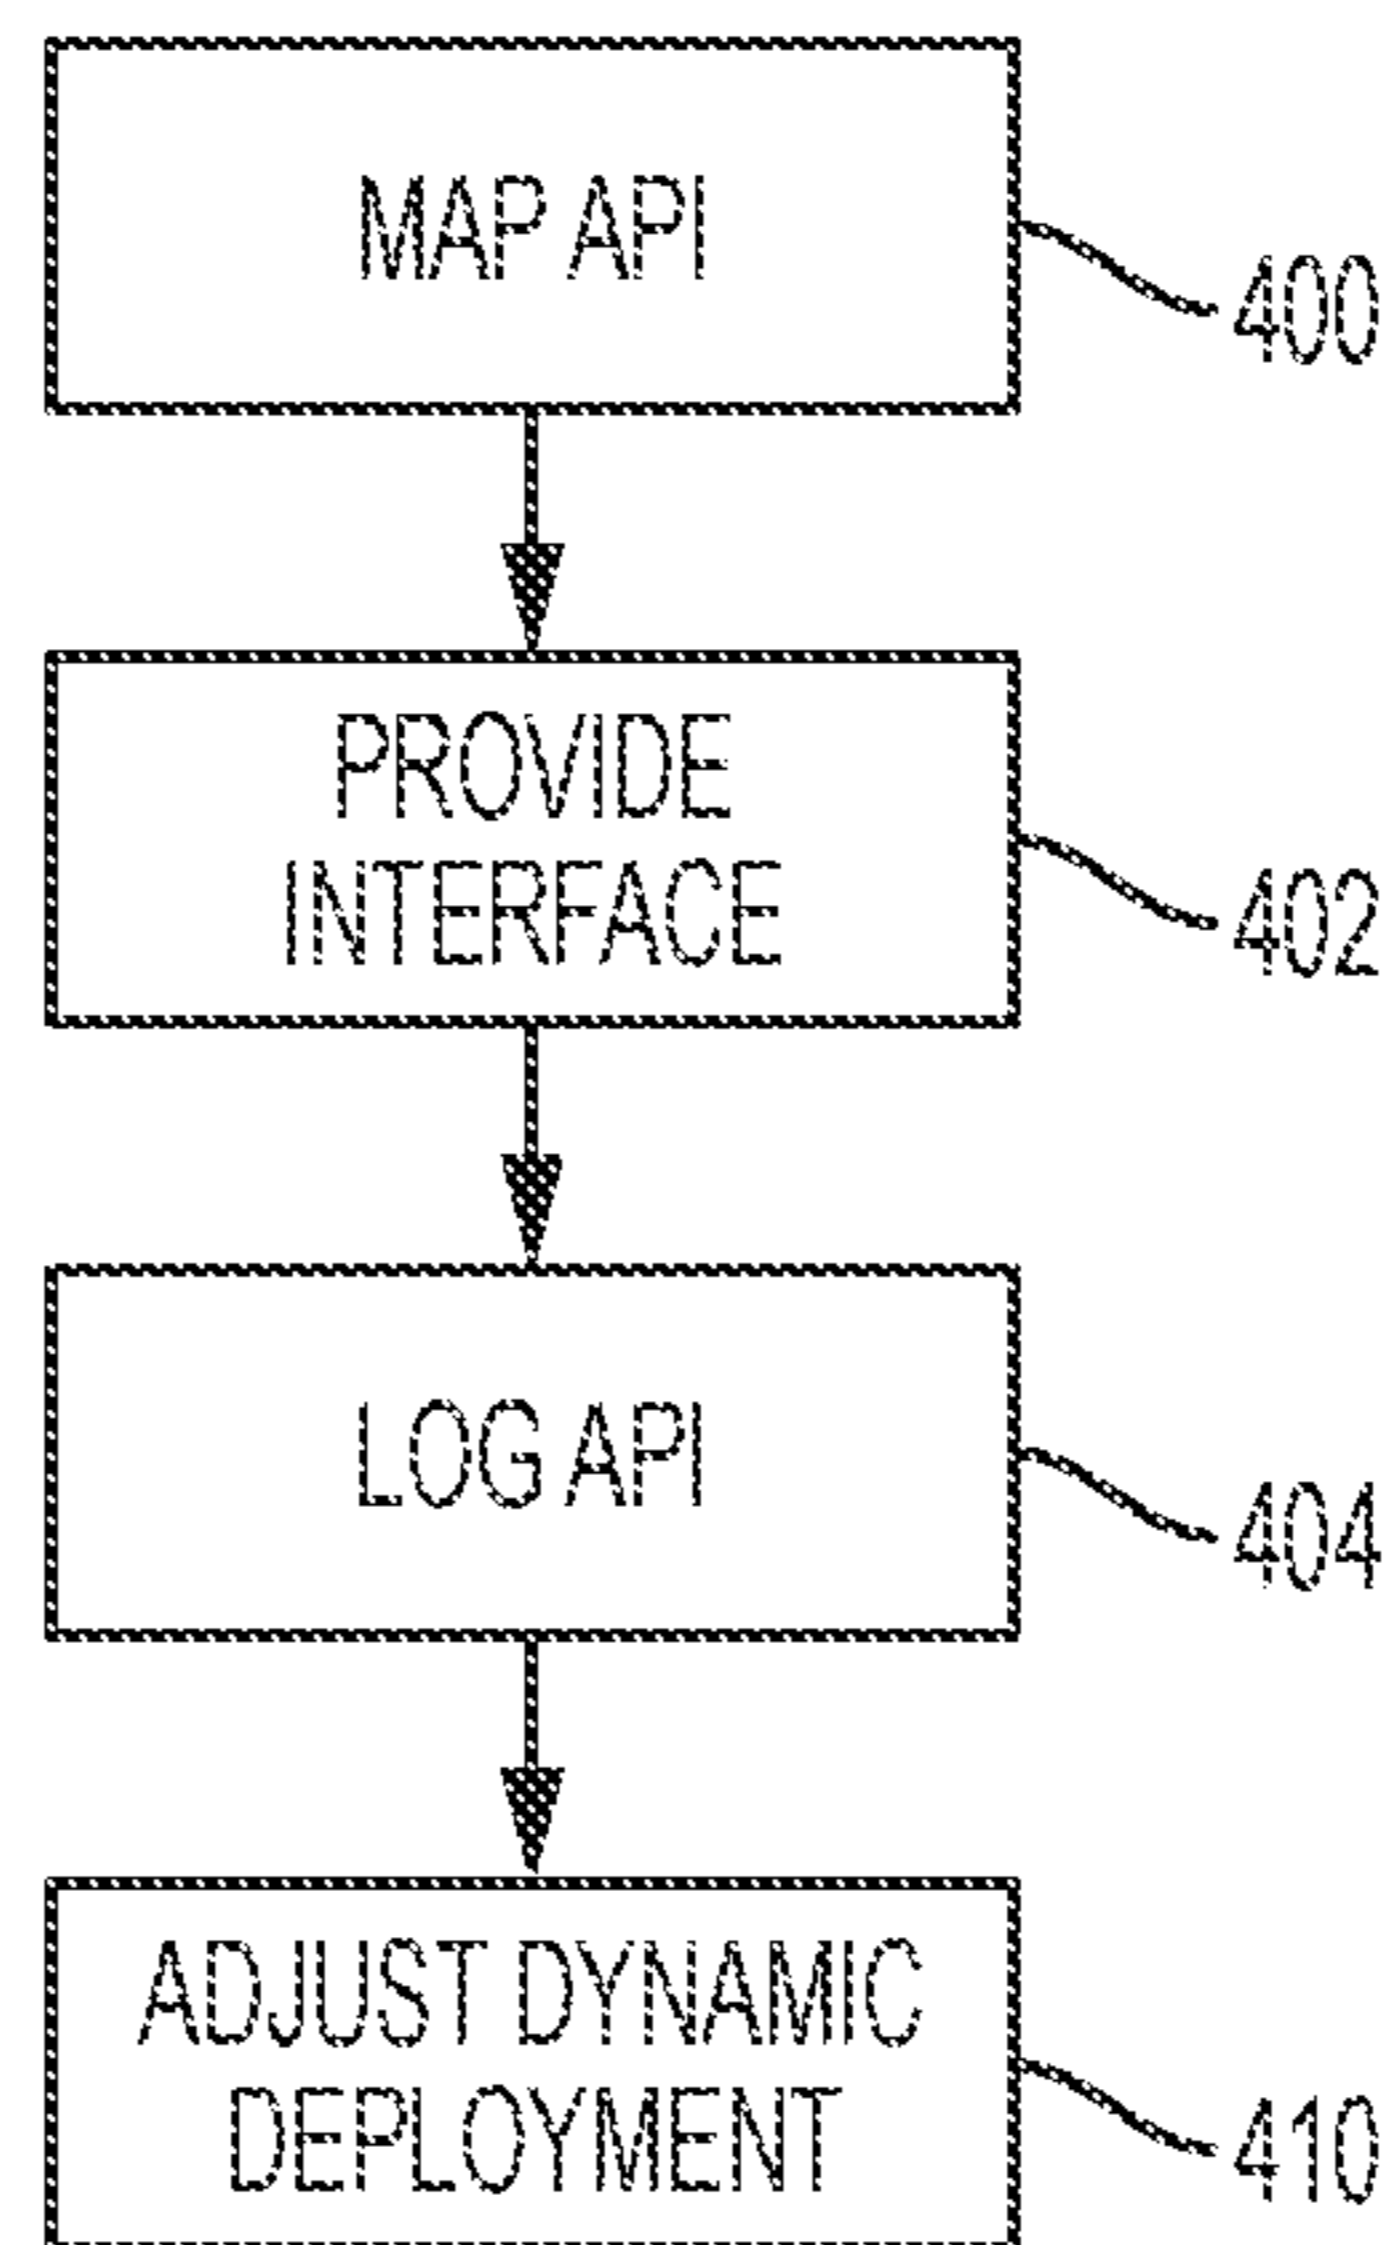 MAP API
400
PROVIDE
INTERFACE
402
LOG API
404
ADJUST DYNAMIC
DEPLOYMENT
410